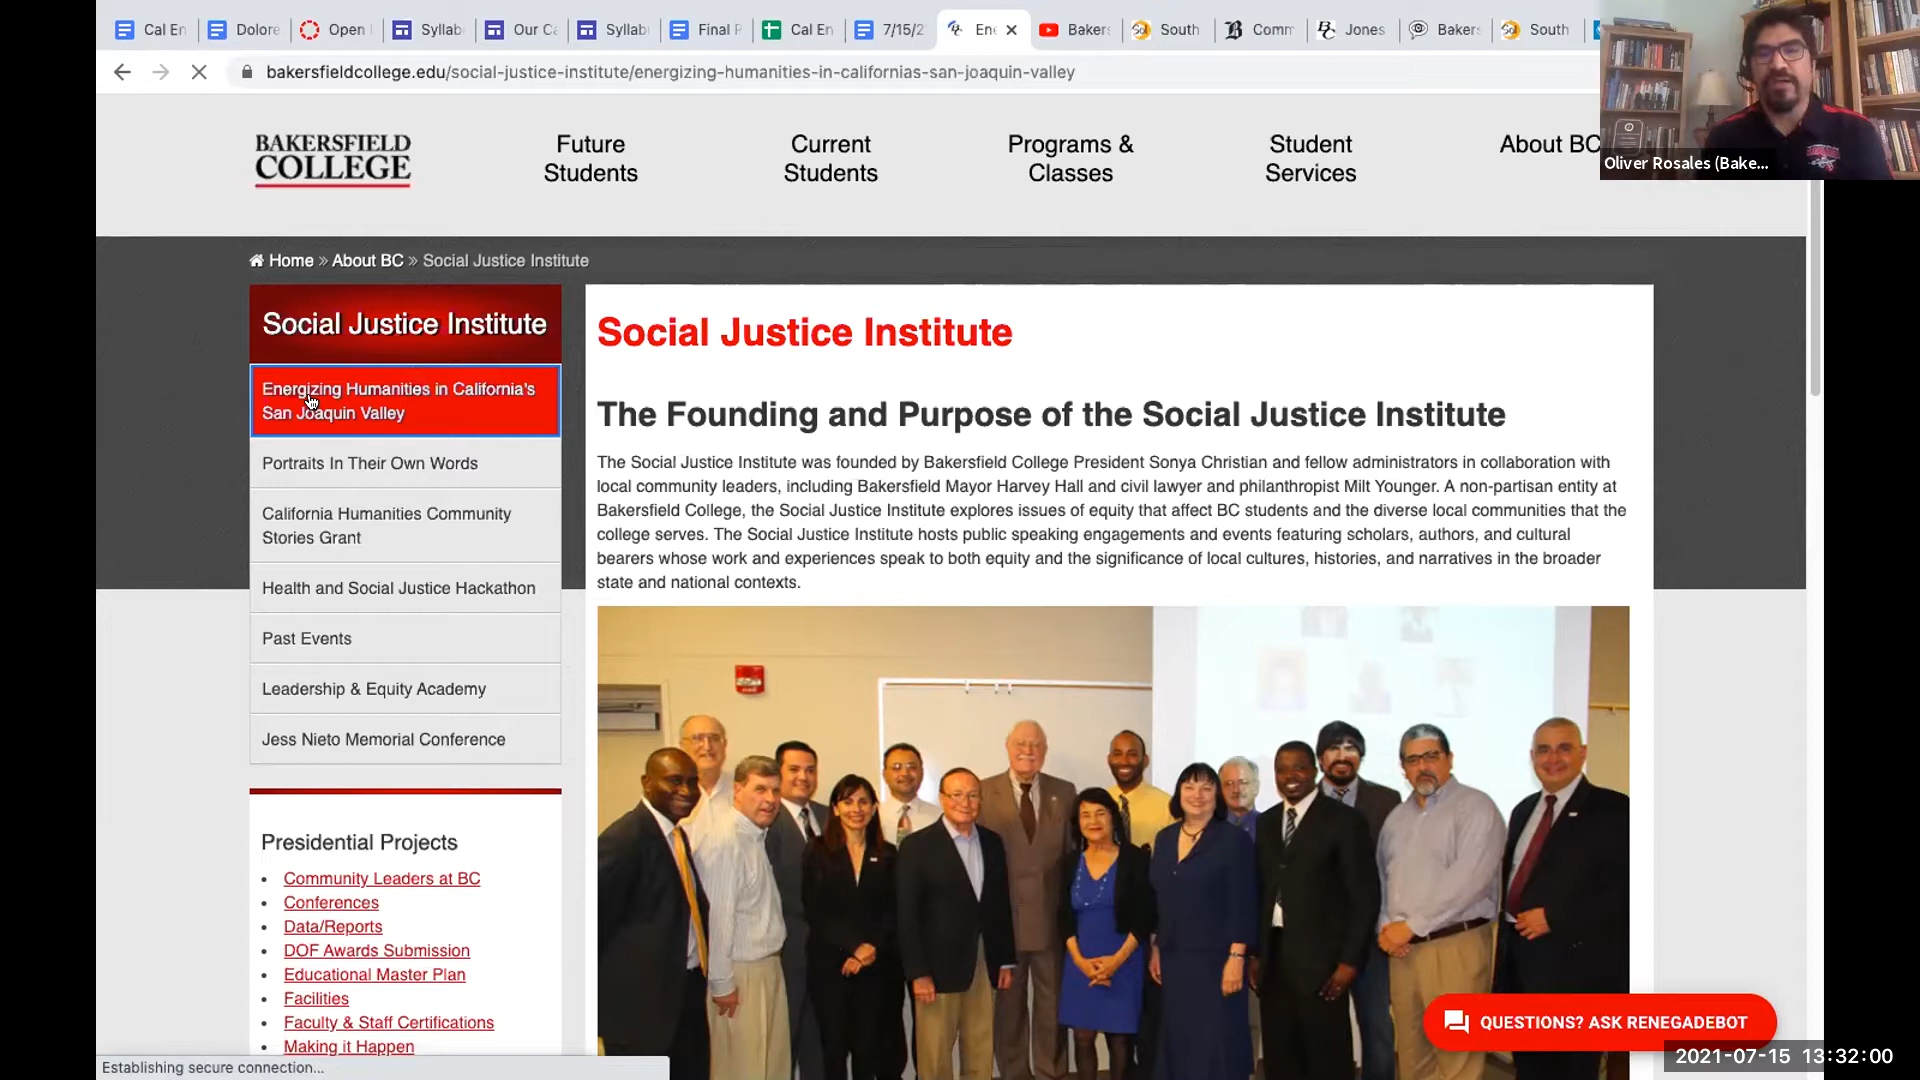 Cal En
Dolore
Open
Syllab
Our Ca
Syllab
Final P
Cal En
7/15/2
Ene
Bakers
South
Comm
Jones
Bakers
South
bakersfieldcollege.edu/social-justice-institute/energizing-humanities-in-californias-san-joaquin-valley
Oliver Rosales (Bake...
BAKERSFIELD
COLLEGE
Future
Students
Current
Students
Programs &
Classes
Student
Services
About BC
Home » About BC » Social Justice Institute
Social Justice Institute
Energizing Humanities in California's
San Joaquin Valley
Portraits In Their Own Words
California Humanities Community
Stories Grant
Health and Social Justice Hackathon
Past Events
Leadership & Equity Academy
Jess Nieto Memorial Conference
Presidential Projects
Community Leaders at BC
Conferences
Data/Reports
DOF Awards Submission
Educational Master Plan
Facilities
Faculty & Staff Certifications
Making it Happen
Social Justice Institute
The Founding and Purpose of the Social Justice Institute
The Social Justice Institute was founded by Bakersfield College President Sonya Christian and fellow administrators in collaboration with
local community leaders, including Bakersfield Mayor Harvey Hall and civil lawyer and philanthropist Milt Younger. A non-partisan entity at
Bakersfield College, the Social Justice Institute explores issues of equity that affect BC students and the diverse local communities that the
college serves. The Social Justice Institute hosts public speaking engagements and events featuring scholars, authors, and cultural
bearers whose work and experiences speak to both equity and the significance of local cultures, histories, and narratives in the broader
state and national contexts.
QUESTIONS? ASK RENEGADEBOT
Establishing secure connection...
2021-07-15 13:32:00